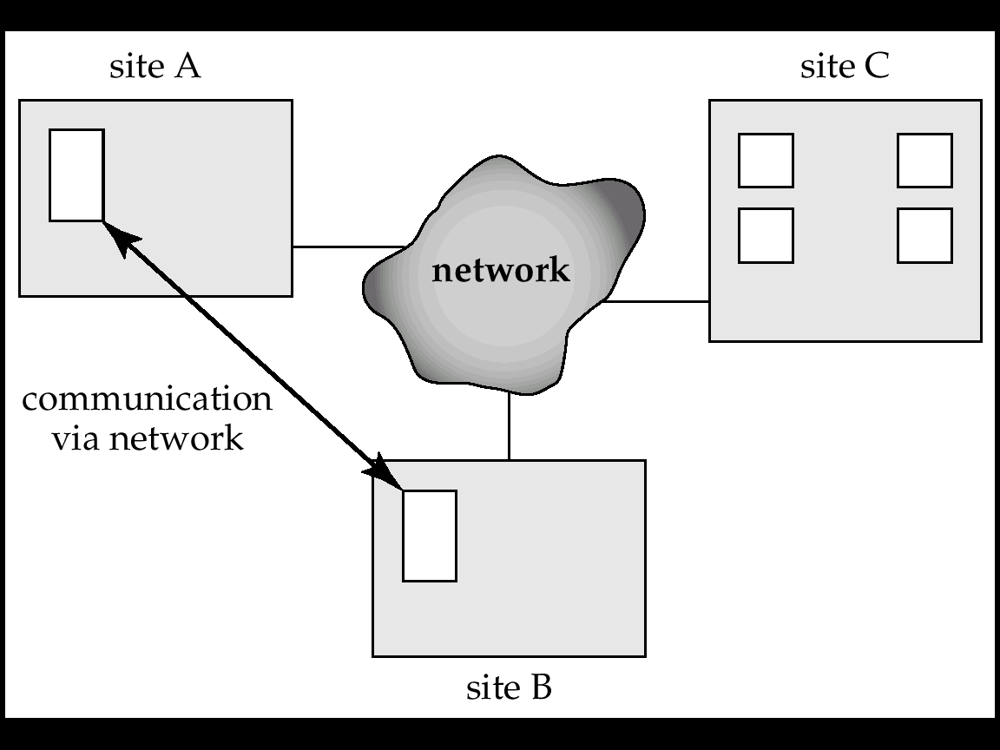 site A
site C
network
communication
via network
site B